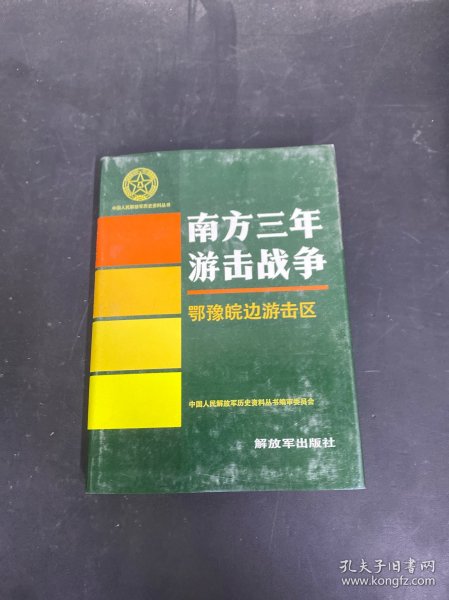 中国人民解放军历史资料丛书
南方三年
游击战争
鄂豫皖边游击区
中国人民解放军历史资料丛书编审委员会
解放军出版社
孔夫子旧书网
www.kongfz.com